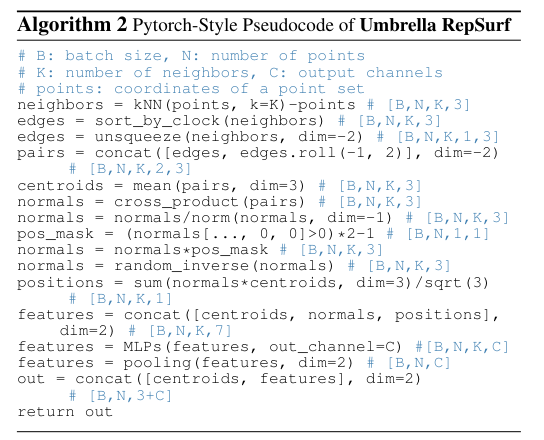 Algorithm 2 Pytorch-Style Pseudocode of Umbrella RepSurf
# B: batch size, N: number of points
# K: number of neighbors, C: output channels
# points: coordinates of a point set
neighbors = kNN(points, k=K)-points # [B,N,K,3]
edges = sort_by_clock(neighbors) # [B,N,K,3]
edges = unsqueeze(neighbors, dim=-2) # [B,N,K,1,3]
pairs = concat([edges, edges.roll(-1, 2)], dim=-2)
# [B,N,K,2,3]
centroids = mean(pairs, dim=3) # [B,N,K,3]
normals = cross_product(pairs) # [B,N,K,3]
normals = normals/norm(normals, dim=-1) # [B,N,K,3]
pos_mask = (normals[..., 0, 0]>0)*2-1 # [B,N,1,1]
normals = normals*pos_mask # [B,N,K,3]
normals = random_inverse(normals) # [B,N,K,3]
positions = sum(normals*centroids, dim=3)/sqrt(3)
# [B,N,K,1]
features = concat([centroids, normals, positions],
dim=2) # [B,N,K,7]
features = MLPs(features, out_channel=C) #[B,N,K,C]
features = pooling(features, dim=2) # [B,N,C]
out = concat([centroids, features], dim=2)
# [B,N,3+C]
return out